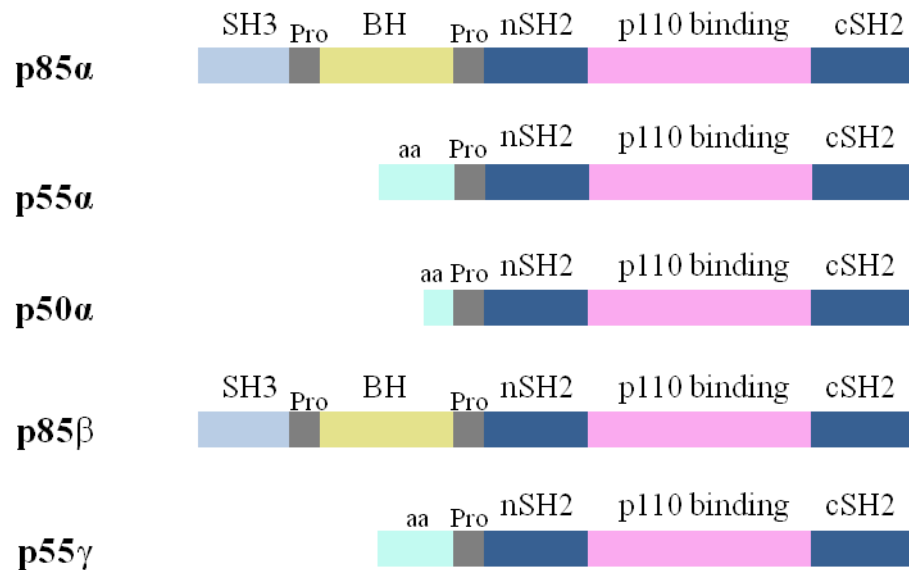 SH3 Pro BH Pro nSH2 p110 binding cSH2
p85α
aa Pro nSH2 p110 binding cSH2
p55α
aa Pro nSH2 p110 binding cSH2
p50α
SH3 Pro BH Pro nSH2 p110 binding cSH2
p85β
aa Pro nSH2 p110 binding cSH2
p55γ